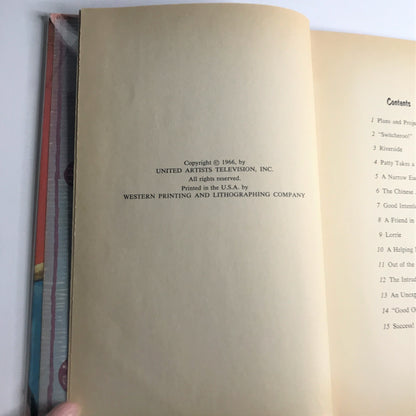 Copyright © 1966, by
UNITED ARTISTS TELEVISION, INC.
All rights reserved.
Printed in the U.S.A. by
WESTERN PRINTING AND LITHOGRAPHING COMPANY
Contents
1 Plans and
2 "Switcheroo!"
3 Riverside
4 Patty Takes a
5 A Narrow
6 The Chinese
7 Good
8 A Friend in
9 Lorrie
10 A Helping
11 Out of the
12 The
13 An
14 "Good
15 Success!